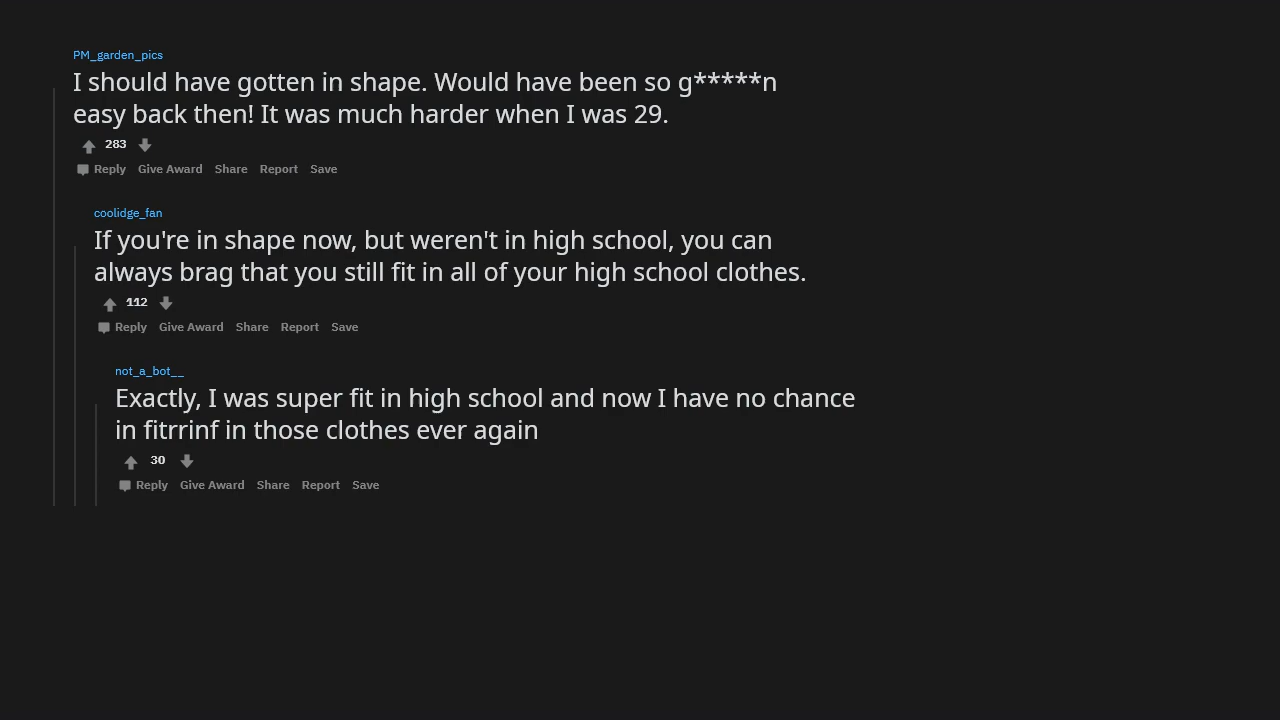 PM_garden_pics
I should have gotten in shape. Would have been so g*****n
easy back then! It was much harder when I was 29.
283
Reply Give Award Share Report Save
coolidge_fan
If you're in shape now, but weren't in high school, you can
always brag that you still fit in all of your high school clothes.
112
Reply Give Award Share Report Save
not_a_bot__
Exactly, I was super fit in high school and now I have no chance
in fitrrinf in those clothes ever again
30
Reply Give Award Share Report Save